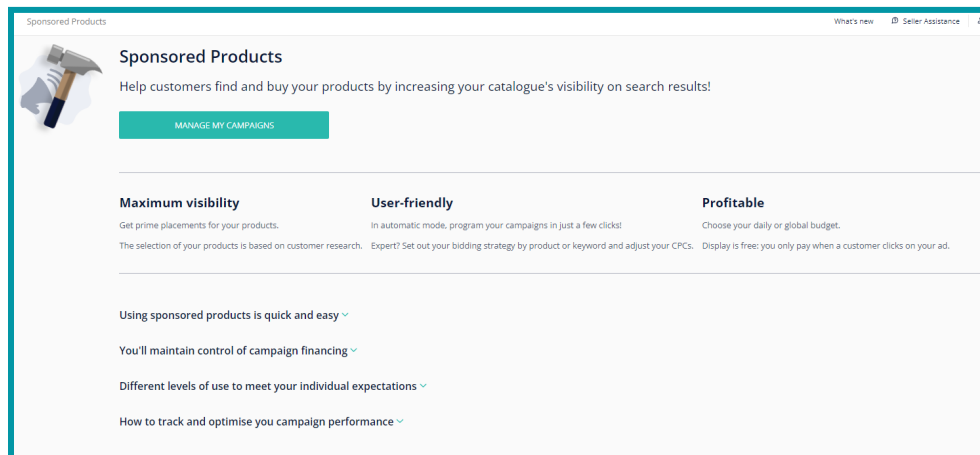 Sponsored Products
What's new
Seller Assistance
Sponsored Products
Help customers find and buy your products by increasing your catalogue's visibility on search results!
MANAGE MY CAMPAIGNS
Maximum visibility
Get prime placements for your products.
The selection of your products is based on customer research.
User-friendly
In automatic mode, program your campaigns in just a few clicks!
Expert? Set out your bidding strategy by product or keyword and adjust your CPCs.
Profitable
Choose your daily or global budget.
Display is free: you only pay when a customer clicks on your ad.
Using sponsored products is quick and easy
You'll maintain control of campaign financing
Different levels of use to meet your individual expectations
How to track and optimise you campaign performance